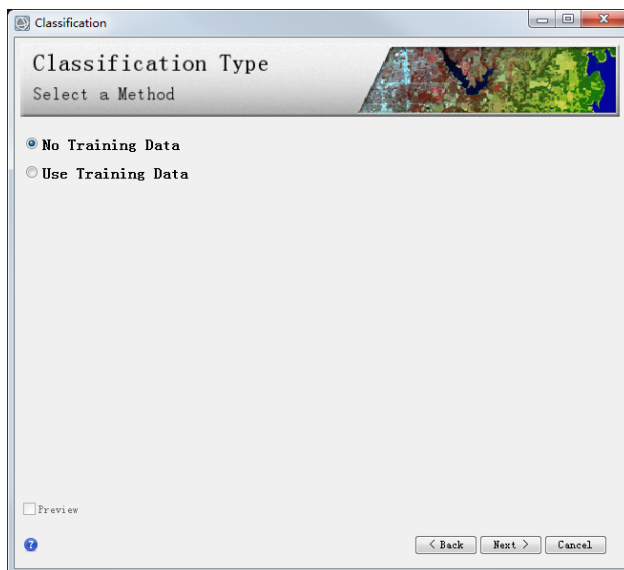 Classification
Classification Type
Select a Method
No Training Data
Use Training Data
Preview
?
< Back Next > Cancel